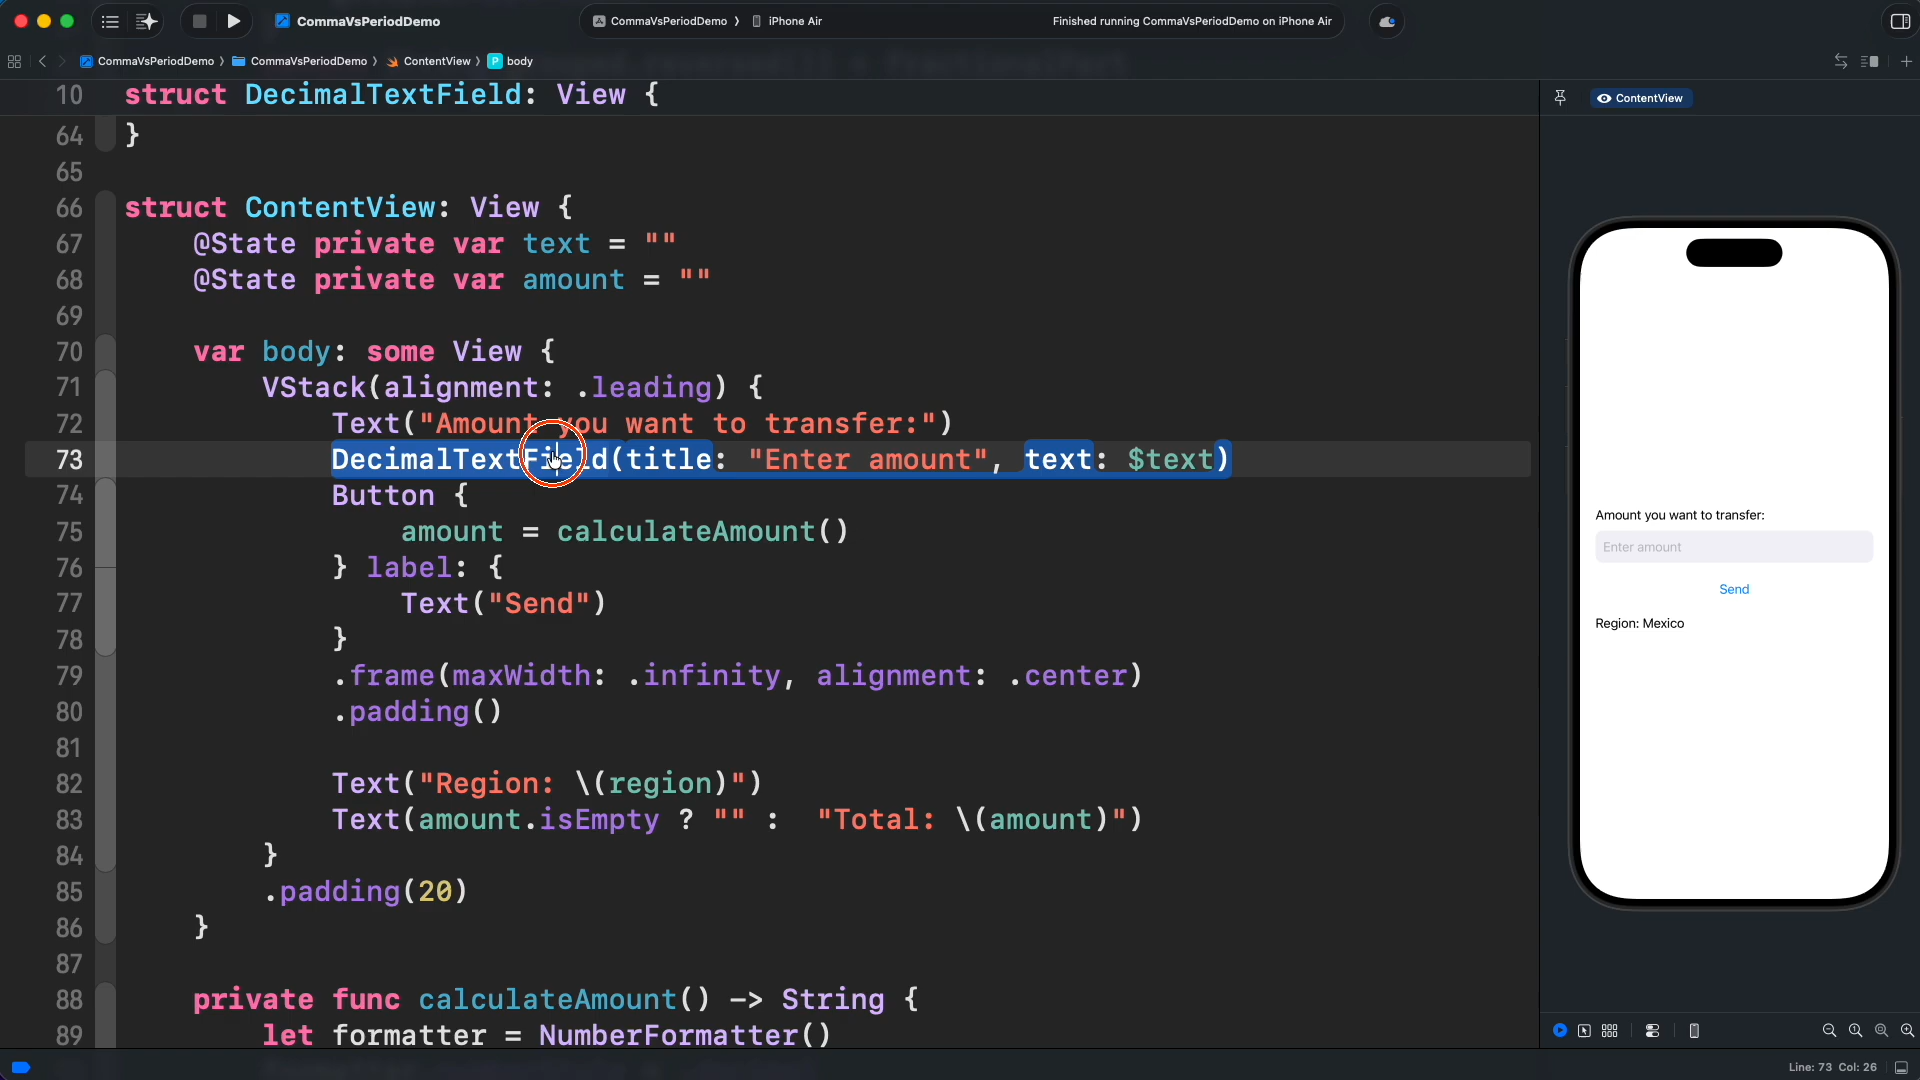 CommaVsPeriodDemo
CommaVsPeriodDemo 〉 iPhone Air
Finished running CommaVsPeriodDemo on iPhone Air
CommaVsPeriodDemo 〉 CommaVsPeriodDemo 〉 ContentView 〉 P body
10 struct DecimalTextField: View {
64 }
65
66 struct ContentView: View {
67 @State private var text = ""
68 @State private var amount = ""
69
70 var body: some View {
71 VStack(alignment: .leading) {
72 Text("Amount you want to transfer:")
73 DecimalTextField(title: "Enter amount", text: $text)
74 Button {
75 amount = calculateAmount()
76 } label: {
77 Text("Send")
78 }
79 .frame(maxWidth: .infinity, alignment: .center)
80 .padding()
81
82 Text("Region: \(region)")
83 Text(amount.isEmpty ? "" : "Total: \(amount)")
84 }
85 .padding(20)
86 }
87
88 private func calculateAmount() -> String {
89 let formatter = NumberFormatter()
ContentView
Amount you want to transfer:
Enter amount
Send
Region: Mexico
Line: 73 Col: 26